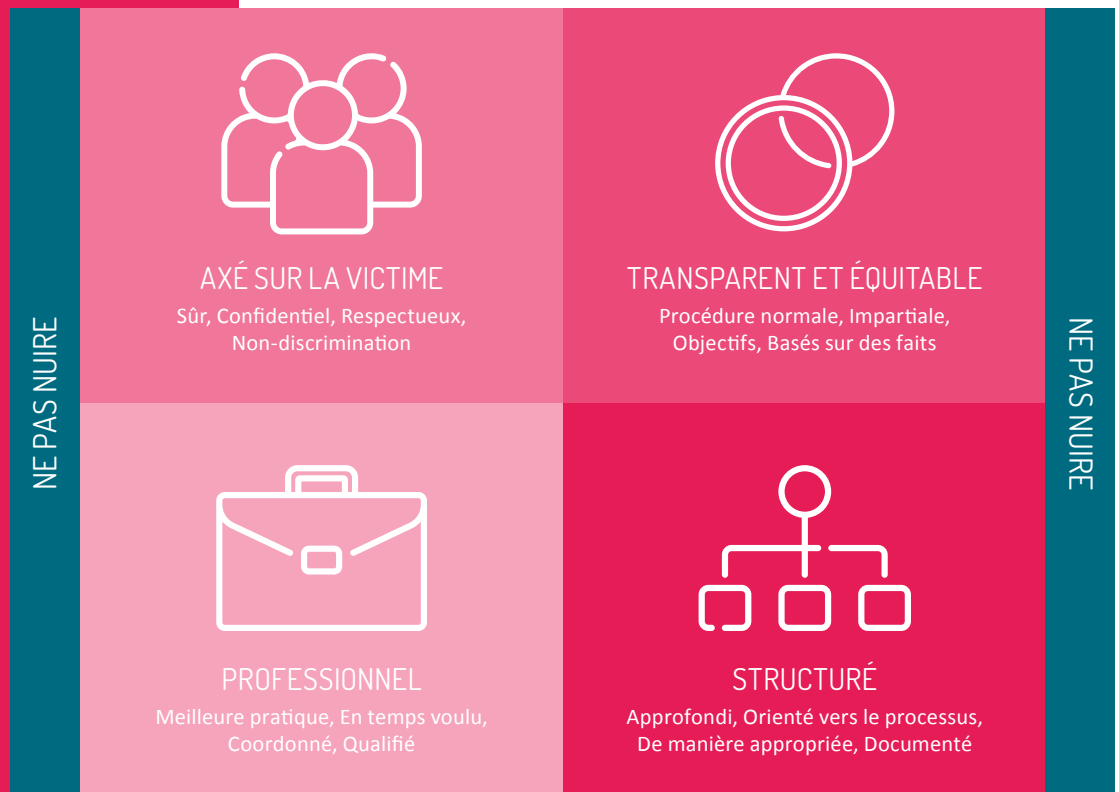 NE PAS NUIRE
AXÉ SUR LA VICTIME
Sûr, Confidentiel, Respectueux,
Non-discrimination
TRANSPARENT ET ÉQUITABLE
Procédure normale, Impartiale,
Objectifs, Basés sur des faits
PROFESSIONNEL
Meilleure pratique, En temps voulu,
Coordonné, Qualifié
STRUCTURÉ
Approfondi, Orienté vers le processus,
De manière appropriée, Documenté
NE PAS NUIRE